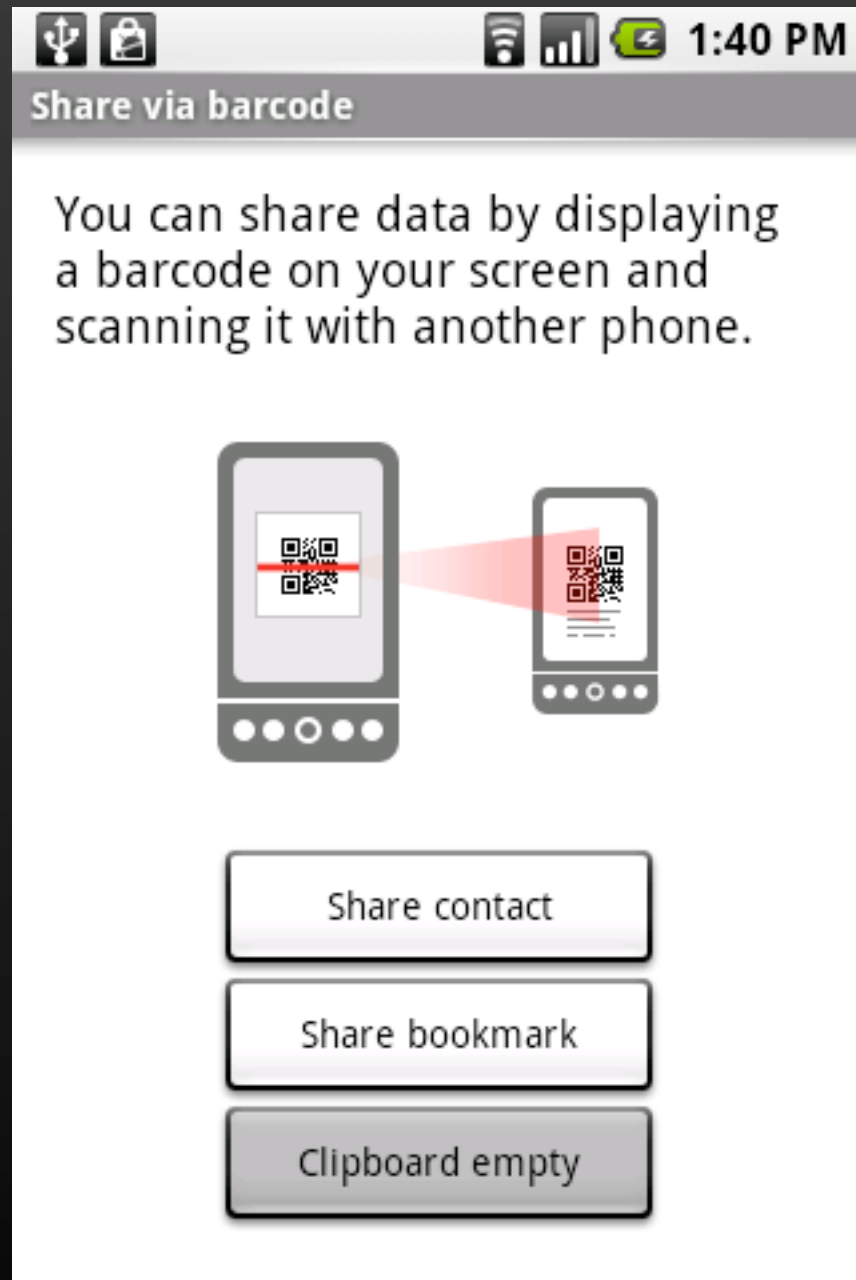 1:40 PM
Share via barcode
You can share data by displaying
a barcode on your screen and
scanning it with another phone.
Share contact
Share bookmark
Clipboard empty